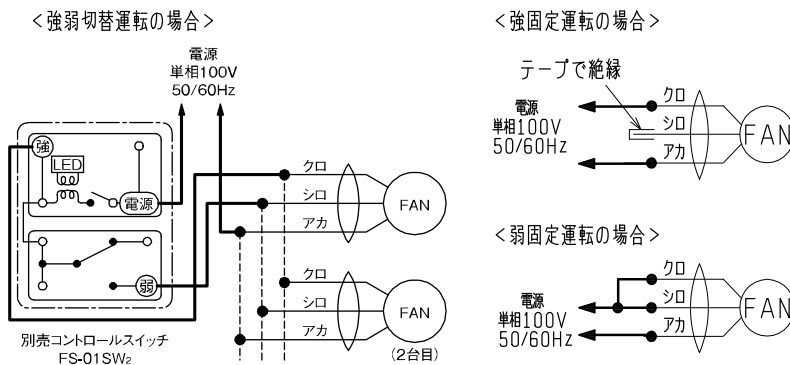 <強弱切替運転の場合>
電源
単相100V
50/60Hz
強
LED
電源
弱
別売コントロールスイッチ
FS-01SW2
クロ
シロ
アカ
FAN
クロ
シロ
アカ
FAN
(2台目)
<強固定運転の場合>
テープで絶縁
電源
単相100V
50/60Hz
クロ
シロ
アカ
FAN
<弱固定運転の場合>
電源
単相100V
50/60Hz
クロ
シロ
アカ
FAN